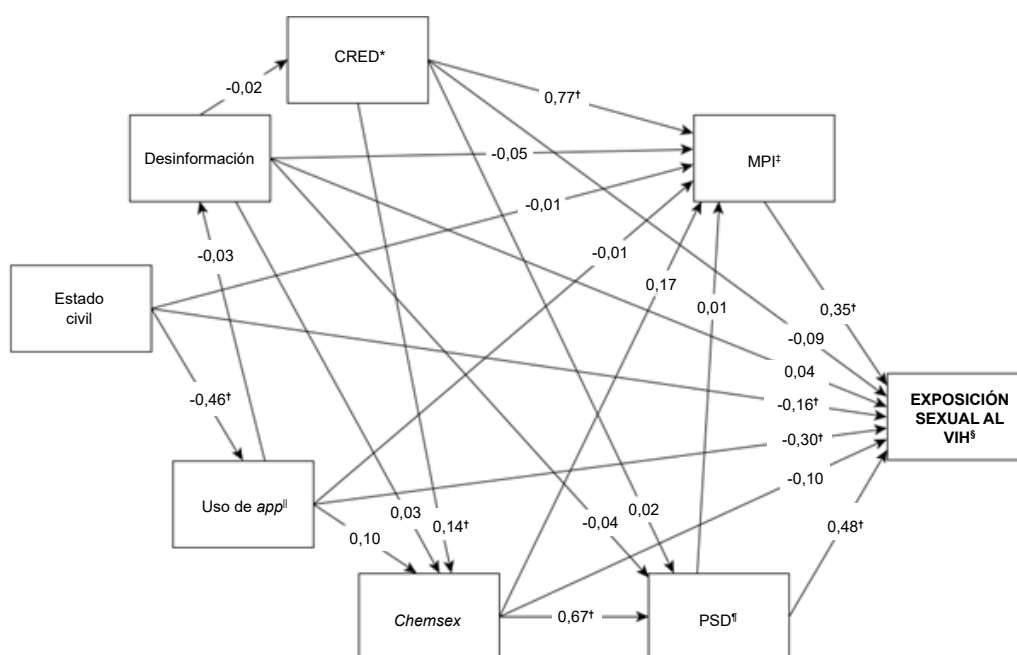 CRED*
-0,02
0,77†
Desinformación
-0,05
MPI‡
-0,01
-0,03
-0,01
0,17
Estado
civil
0,01
0,35†
-0,09
0,04
-0,46†
-0,16†
EXPOSICIÓN
SEXUAL AL
VIH§
-0,30†
-0,10
Uso de app||
0,03
0,14†
-0,04
0,02
0,48†
0,10
Chemsex
0,67†
PSD¶